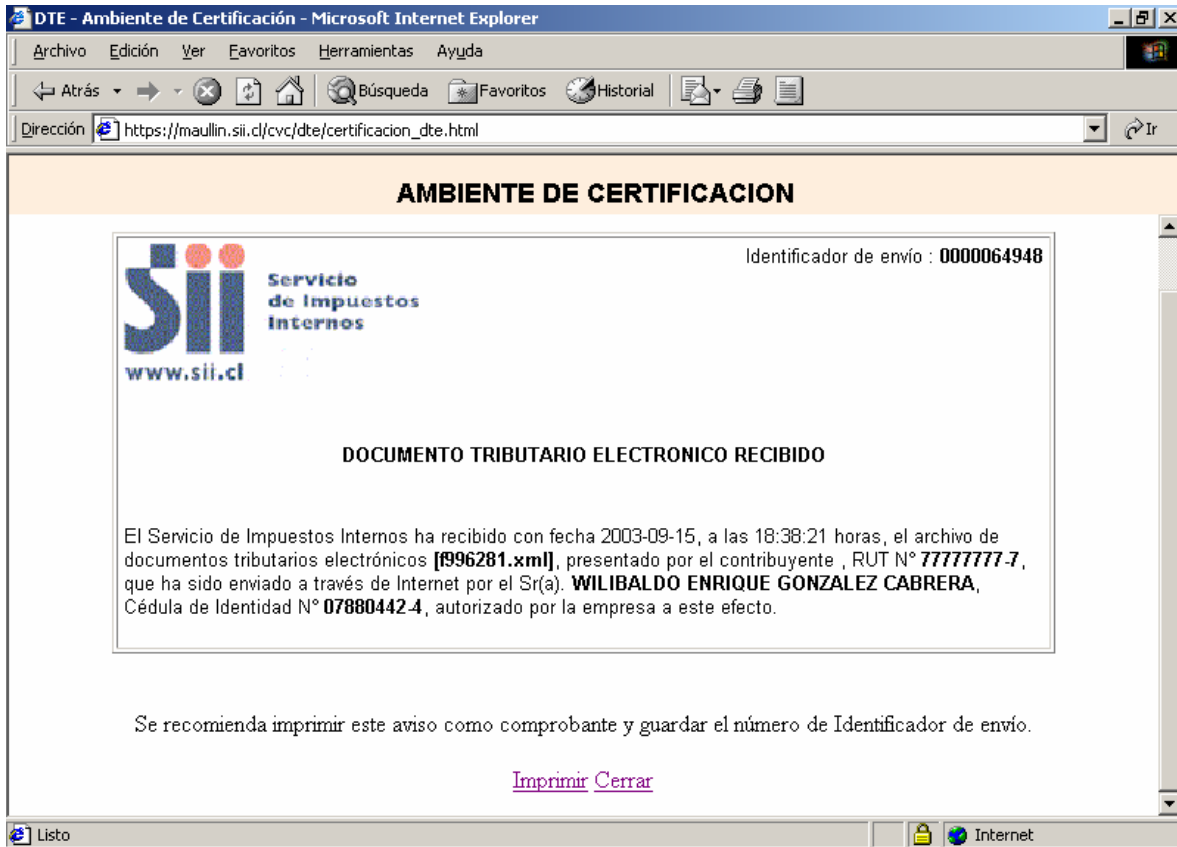 DTE - Ambiente de Certificación - Microsoft Internet Explorer
Archivo Edición Ver Favoritos Herramientas Ayuda
Atrás Búsqueda Favoritos Historial
Dirección https://maullin.sii.cl/cvc/dte/certificacion_dte.html Ir
AMBIENTE DE CERTIFICACION
Identificador de envío : 0000064948
Sii
Servicio
de Impuestos
Internos
www.sii.cl
DOCUMENTO TRIBUTARIO ELECTRONICO RECIBIDO
El Servicio de Impuestos Internos ha recibido con fecha 2003-09-15, a las 18:38:21 horas, el archivo de
documentos tributarios electrónicos [f996281.xml], presentado por el contribuyente , RUT N° 77777777-7,
que ha sido enviado a través de Internet por el Sr(a). WILIBALDO ENRIQUE GONZALEZ CABRERA,
Cédula de Identidad N° 07880442-4, autorizado por la empresa a este efecto.
Se recomienda imprimir este aviso como comprobante y guardar el número de Identificador de envío.
Imprimir Cerrar
Listo Internet